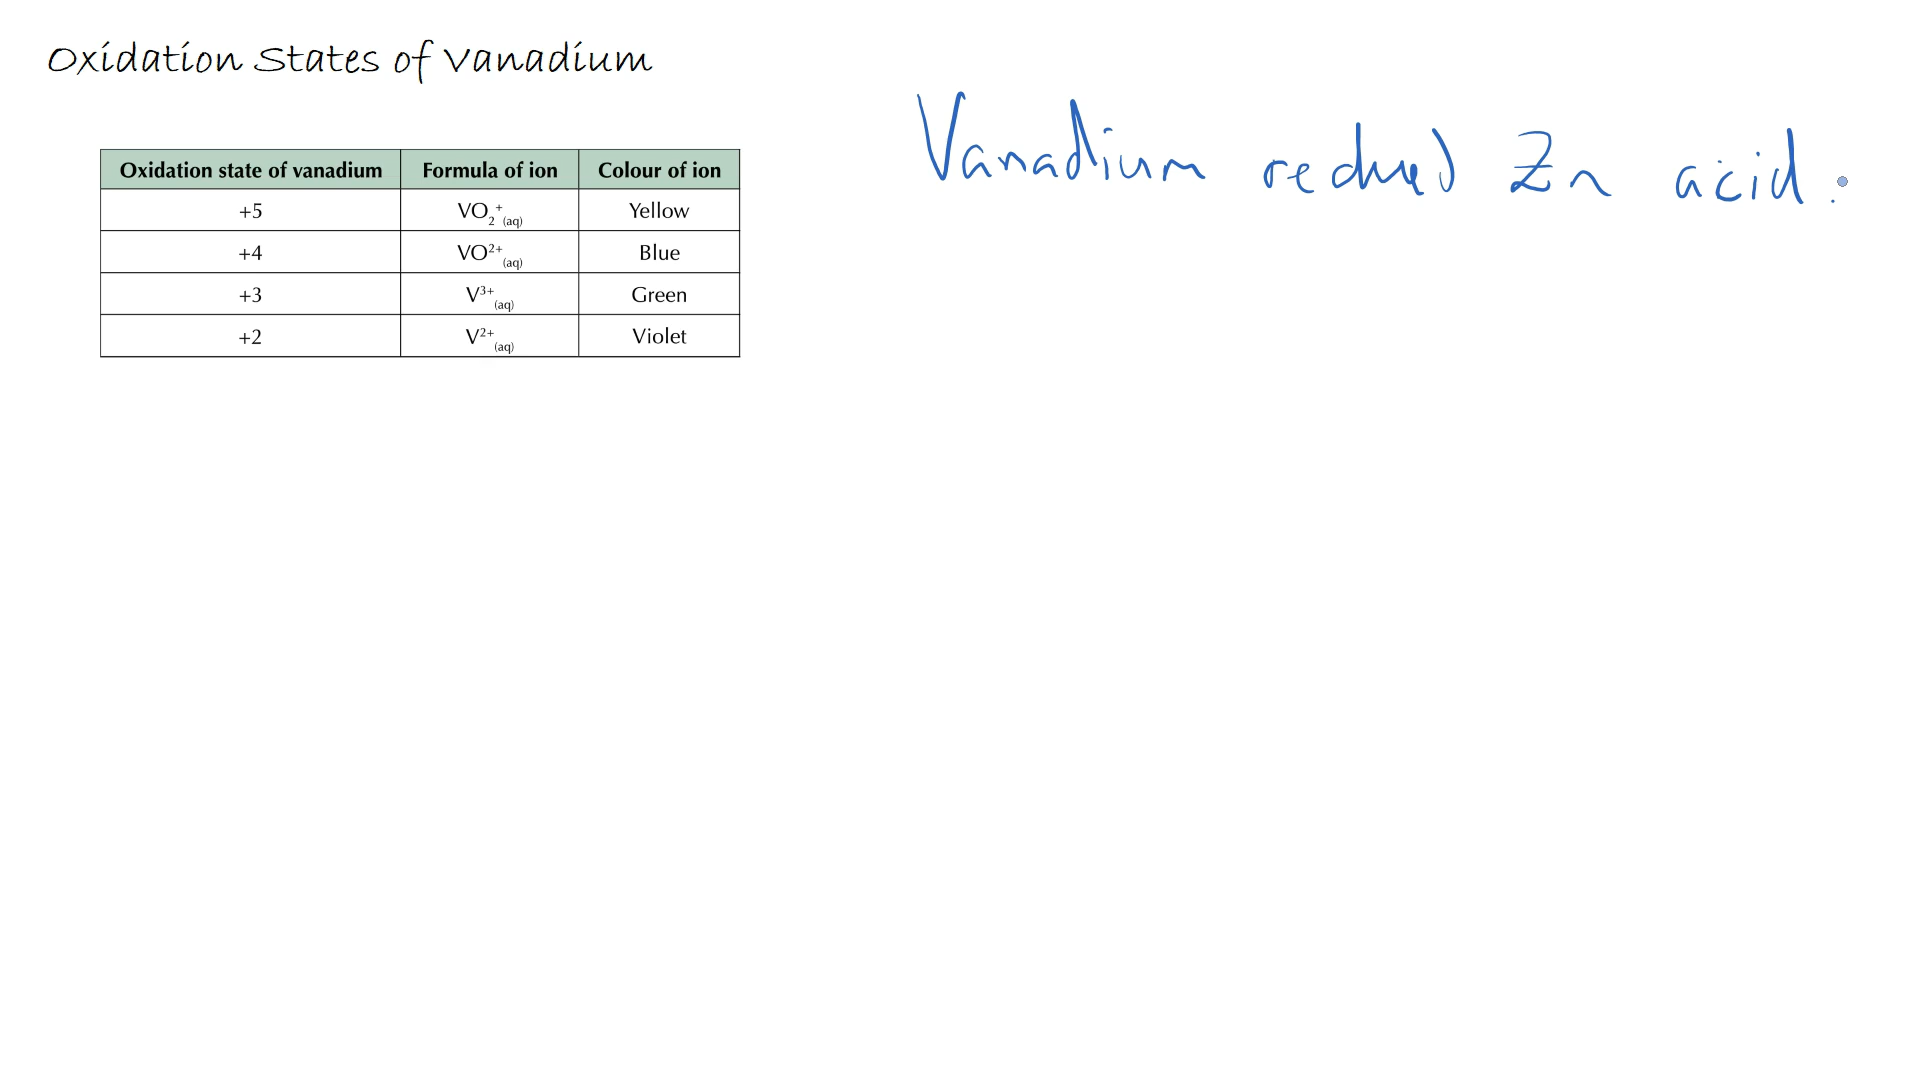 Oxidation States of Vanadium
Vanadium reduced Zn acid :
Oxidation state of vanadium Formula of ion Colour of ion
+5 VO₂⁺(aq) Yellow
+4 VO²⁺(aq) Blue
+3 V³⁺(aq) Green
+2 V²⁺(aq) Violet